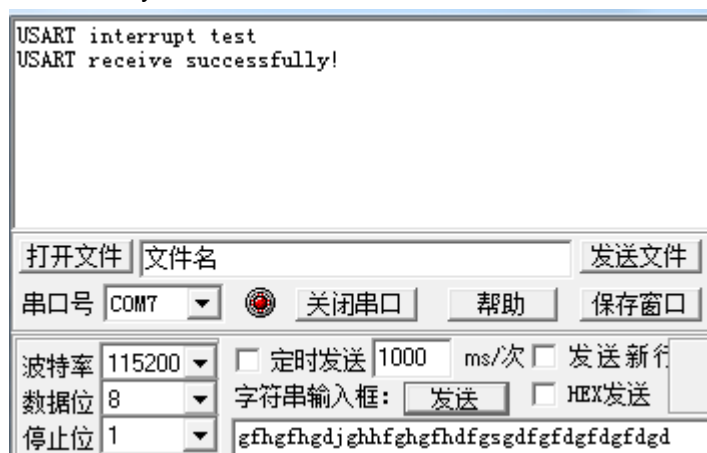 USART interrupt test
USART receive successfully!
打开文件 文件名 发送文件
串口号 COM7 关闭串口 帮助 保存窗口
波特率 115200 定时发送 1000 ms/次 发送新行
数据位 8 字符串输入框: 发送 HEX发送
停止位 1 gfhgfhgdjghhfghgfhdfgsgdfgfdgfdgfdgd